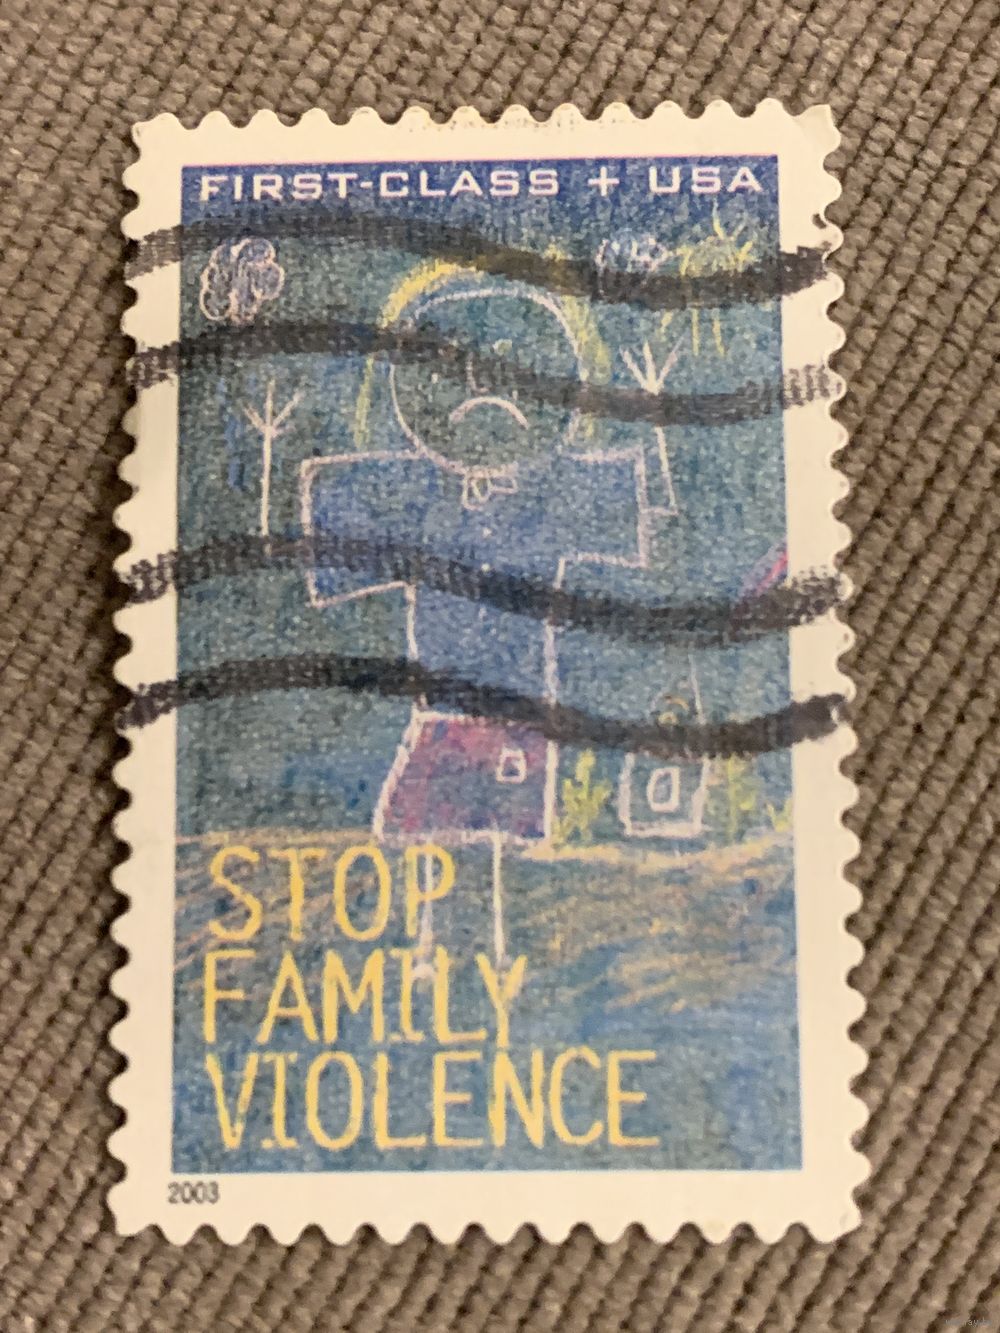 FIRST-CLASS + USA
STOP
FAMILY
VIOLENCE
2003